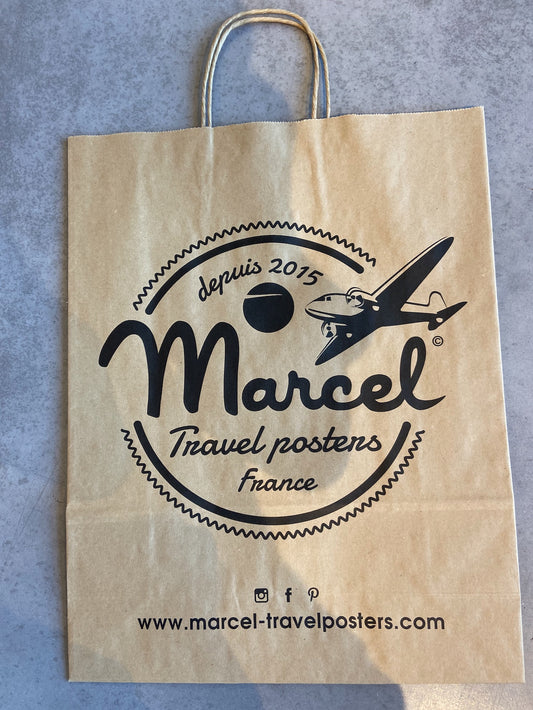 depuis 2015
Marcel©
Travel posters
France
www.marcel-travelposters.com